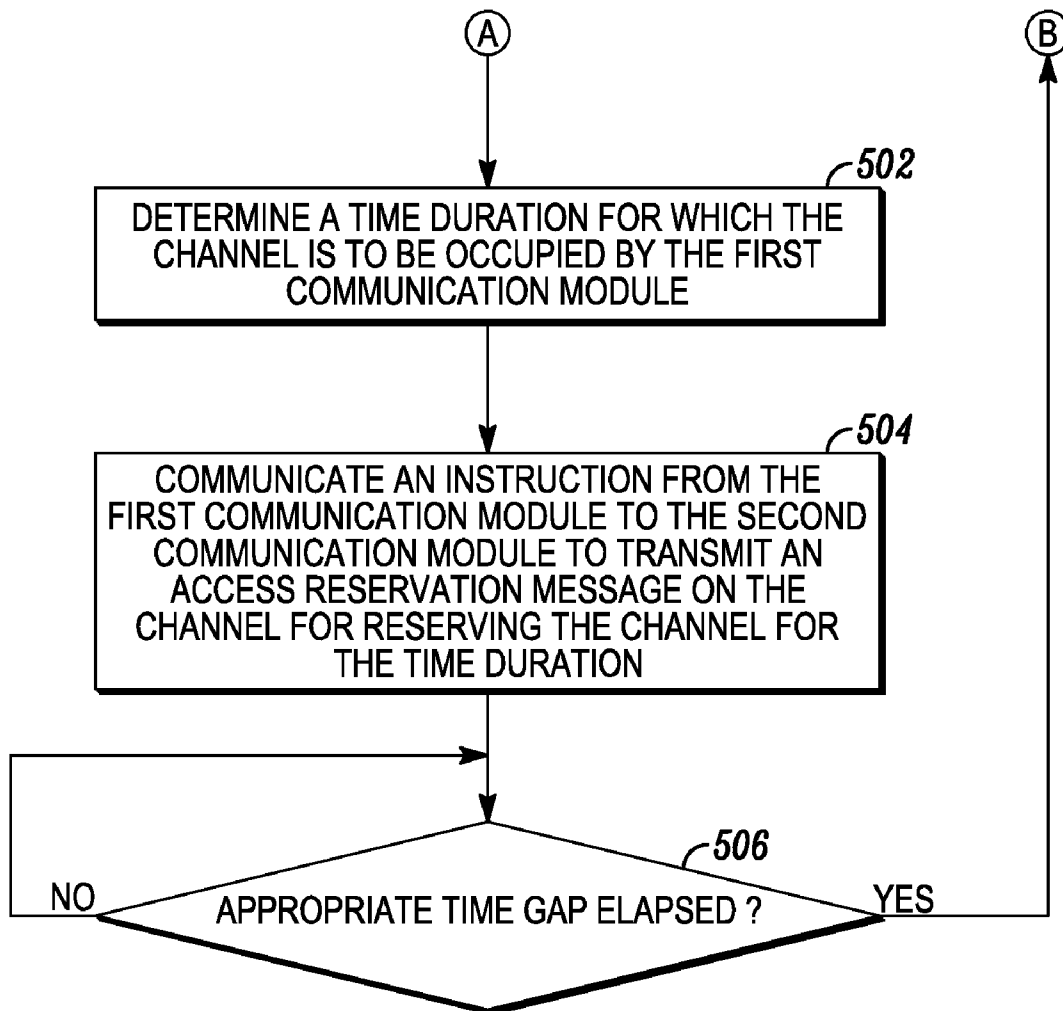 A
B
502
DETERMINE A TIME DURATION FOR WHICH THE
CHANNEL IS TO BE OCCUPIED BY THE FIRST
COMMUNICATION MODULE
504
COMMUNICATE AN INSTRUCTION FROM THE
FIRST COMMUNICATION MODULE TO THE SECOND
COMMUNICATION MODULE TO TRANSMIT AN
ACCESS RESERVATION MESSAGE ON THE
CHANNEL FOR RESERVING THE CHANNEL FOR
THE TIME DURATION
506
NO
APPROPRIATE TIME GAP ELAPSED ?
YES